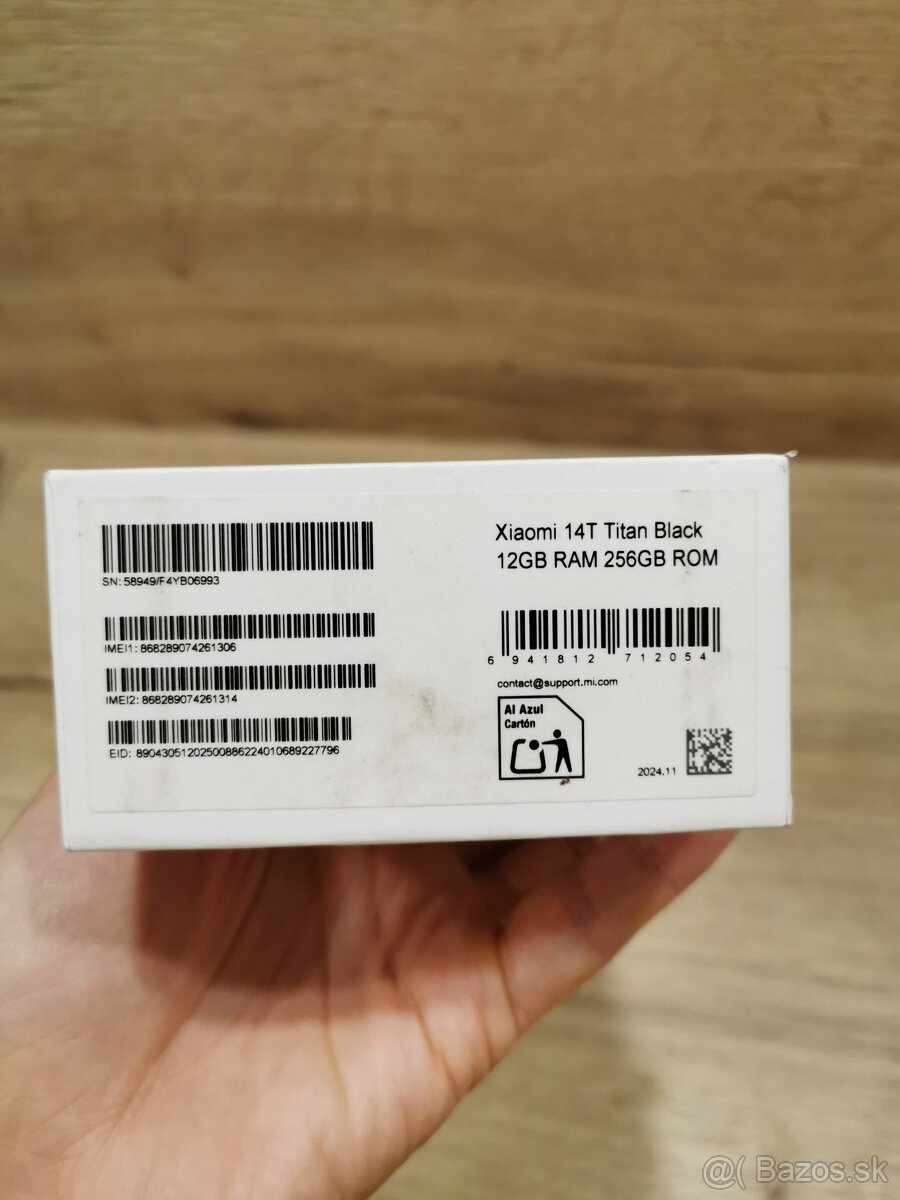 SN: 58949/F4YB06993
IMEI1: 868289074261306
IMEI2: 868289074261314
EID: 89043051202500886224010689227796
Xiaomi 14T Titan Black
12GB RAM 256GB ROM
6 941812 712054
contact@support.mi.com
Al Azul
Cartón
2024.11
@( Bazos.sk